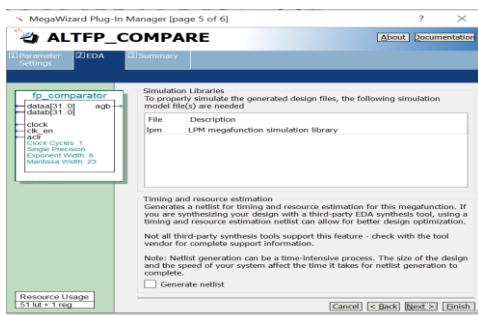 MegaWizard Plug-In Manager [page 5 of 6]
? ×
ALTFP_COMPARE
About Documentation
1 Parameter Settings 2 EDA 3 Summary
fp_comparator
dataa[31..0] agb
datab[31..0]
clock
clk_en
aclr
Clock Cycles: 1
Single Precision
Exponent Width: 8
Mantissa Width: 23
Simulation Libraries
To properly simulate the generated design files, the following simulation
model file(s) are needed
File Description
lpm LPM megafunction simulation library
Timing and resource estimation
Generates a netlist for timing and resource estimation for this megafunction. If
you are synthesizing your design with a third-party EDA synthesis tool, using a
timing and resource estimation netlist can allow for better design optimization.
Not all third-party synthesis tools support this feature - check with the tool
vendor for complete support information.
Note: Netlist generation can be a time-intensive process. The size of the design
and the speed of your system affect the time it takes for netlist generation to
complete.
Generate netlist
Resource Usage
51 lut + 1 reg
Cancel < Back Next > Finish